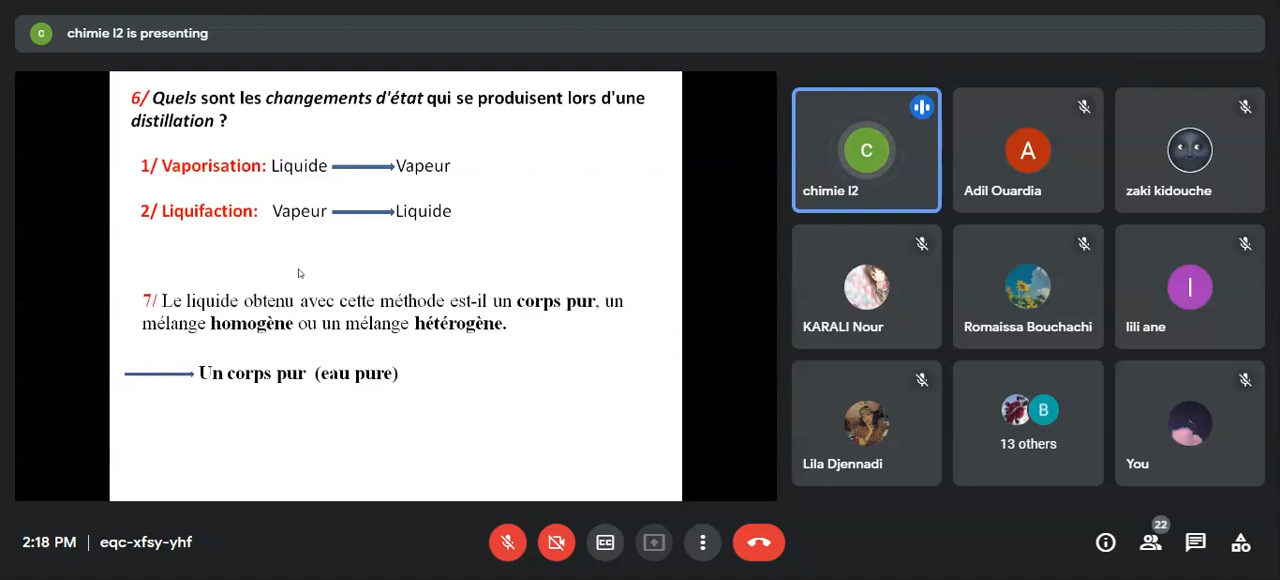 c chimie l2 is presenting
6/ Quels sont les changements d'état qui se produisent lors d'une
distillation ?
1/ Vaporisation: Liquide Vapeur
2/ Liquifaction: Vapeur Liquide
7/ Le liquide obtenu avec cette méthode est-il un corps pur, un
mélange homogène ou un mélange hétérogène.
Un corps pur (eau pure)
C
chimie l2
A
Adil Ouardia
zaki kidouche
KARALI Nour
Romaissa Bouchachi
l
lili ane
Lila Djennadi
B
13 others
You
2:18 PM | eqc-xfsy-yhf
CC
22